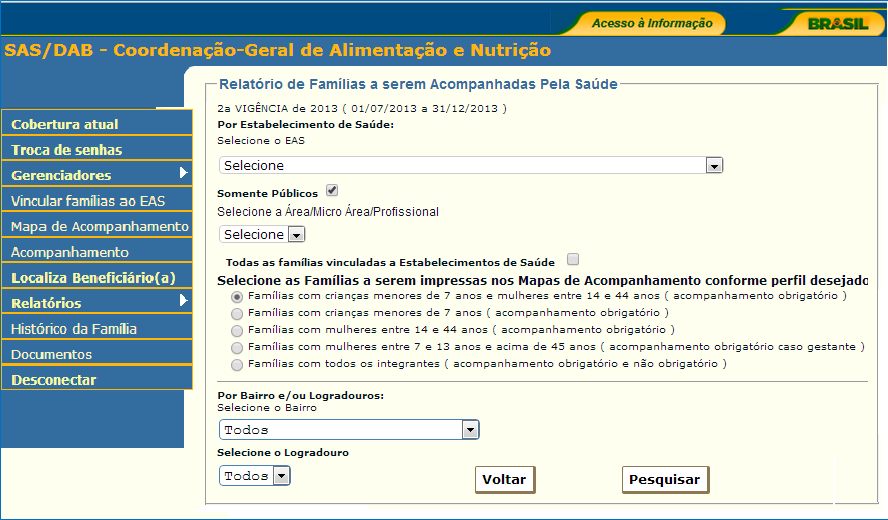 Acesso à Informação
BRASIL
SAS/DAB - Coordenação-Geral de Alimentação e Nutrição
Cobertura atual
Troca de senhas
Gerenciadores
Vincular famílias ao EAS
Mapa de Acompanhamento
Acompanhamento
Localiza Beneficiário(a)
Relatórios
Histórico da Família
Documentos
Desconectar
Relatório de Famílias a serem Acompanhadas Pela Saúde
2a VIGÊNCIA de 2013 ( 01/07/2013 a 31/12/2013 )
Por Estabelecimento de Saúde:
Selecione o EAS
Selecione
Somente Públicos
Selecione a Área/Micro Área/Profissional
Selecione
Todas as famílias vinculadas a Estabelecimentos de Saúde
Selecione as Famílias a serem impressas nos Mapas de Acompanhamento conforme perfil desejado
Famílias com crianças menores de 7 anos e mulheres entre 14 e 44 anos ( acompanhamento obrigatório )
Famílias com crianças menores de 7 anos ( acompanhamento obrigatório )
Famílias com mulheres entre 14 e 44 anos ( acompanhamento obrigatório )
Famílias com mulheres entre 7 e 13 anos e acima de 45 anos ( acompanhamento obrigatório caso gestante )
Famílias com todos os integrantes ( acompanhamento obrigatório e não obrigatório )
Por Bairro e/ou Logradouros:
Selecione o Bairro
Todos
Selecione o Logradouro
Todos
Voltar
Pesquisar